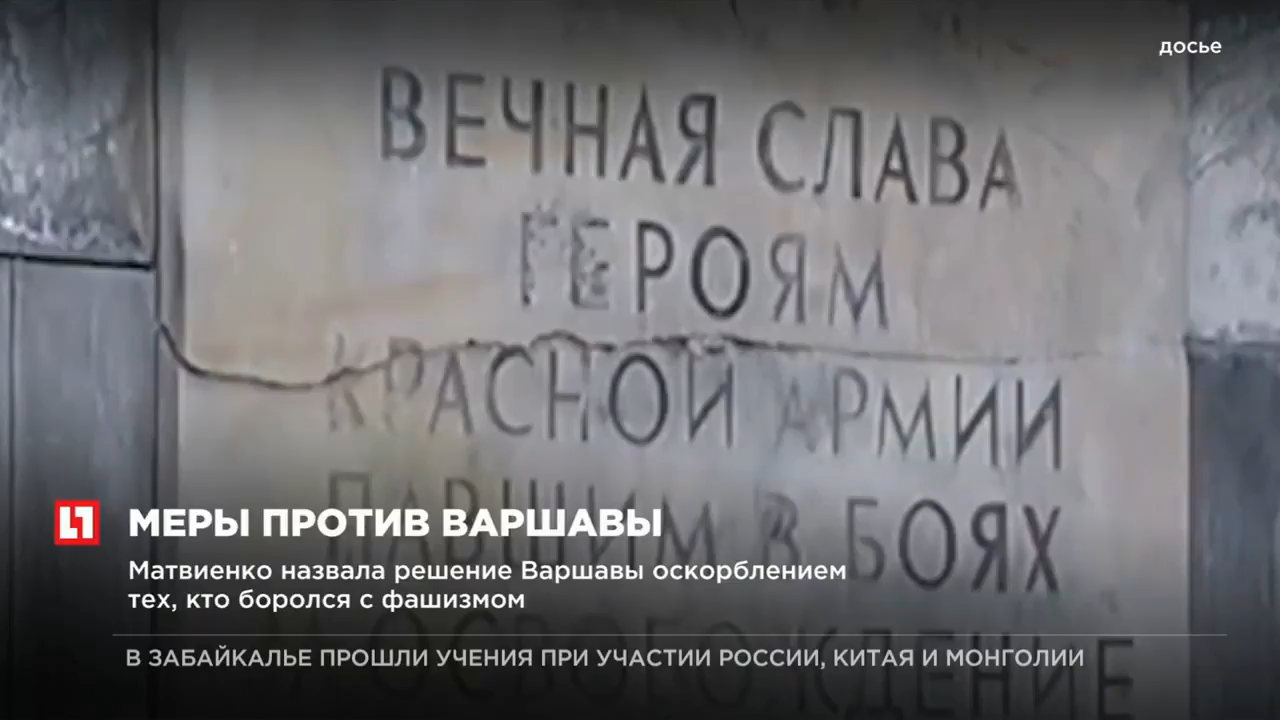 досье
ВЕЧНАЯ СЛАВА
ГЕРОЯМ
КРАСНОЙ АРМИИ
ПАВШИМ В БОЯХ
ОСВОБОЖДЕНИЕ
МЕРЫ ПРОТИВ ВАРШАВЫ
Матвиенко назвала решение Варшавы оскорблением
тех, кто боролся с фашизмом
В ЗАБАЙКАЛЬЕ ПРОШЛИ УЧЕНИЯ ПРИ УЧАСТИИ РОССИИ, КИТАЯ И МОНГОЛИИ